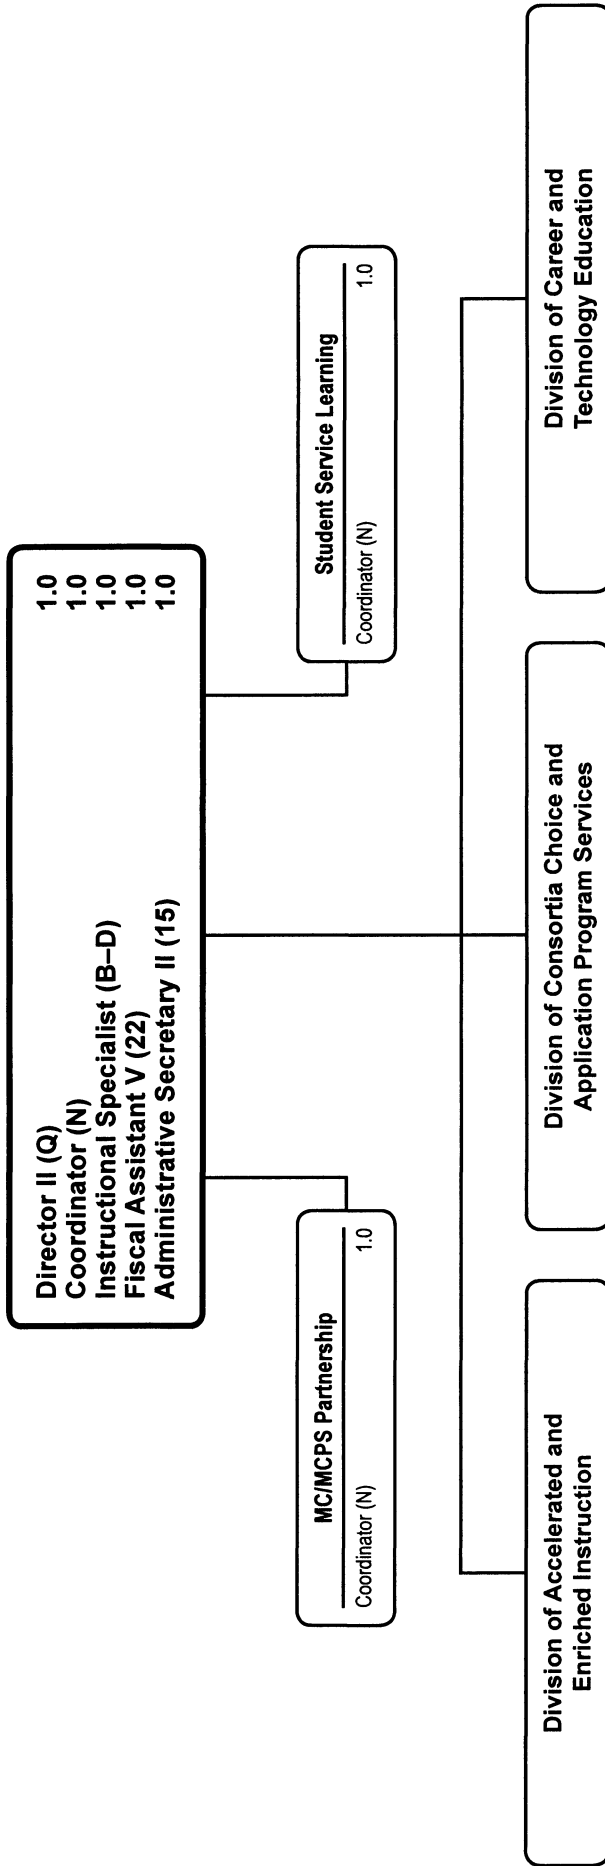 Director II (Q) 1.0
Coordinator (N) 1.0
Instructional Specialist (B–D) 1.0
Fiscal Assistant V (22) 1.0
Administrative Secretary II (15) 1.0
MC/MCPS Partnership
Coordinator (N) 1.0
Student Service Learning
Coordinator (N) 1.0
Division of Accelerated and
Enriched Instruction
Division of Consortia Choice and
Application Program Services
Division of Career and
Technology Education